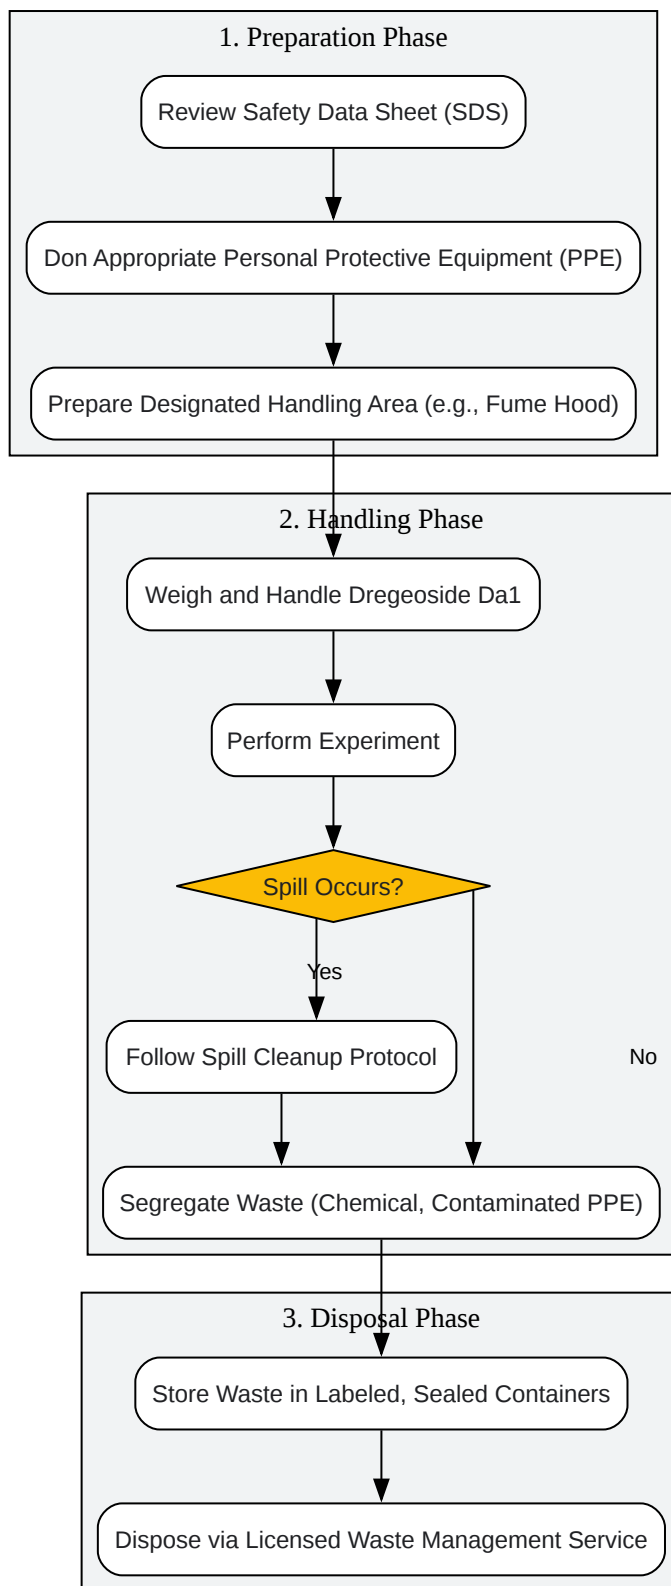 1. Preparation Phase
Review Safety Data Sheet (SDS)
Don Appropriate Personal Protective Equipment (PPE)
Prepare Designated Handling Area (e.g., Fume Hood)
2. Handling Phase
Weigh and Handle Dregeoside Da1
Perform Experiment
Spill Occurs?
Yes
Follow Spill Cleanup Protocol
No
Segregate Waste (Chemical, Contaminated PPE)
3. Disposal Phase
Store Waste in Labeled, Sealed Containers
Dispose via Licensed Waste Management Service